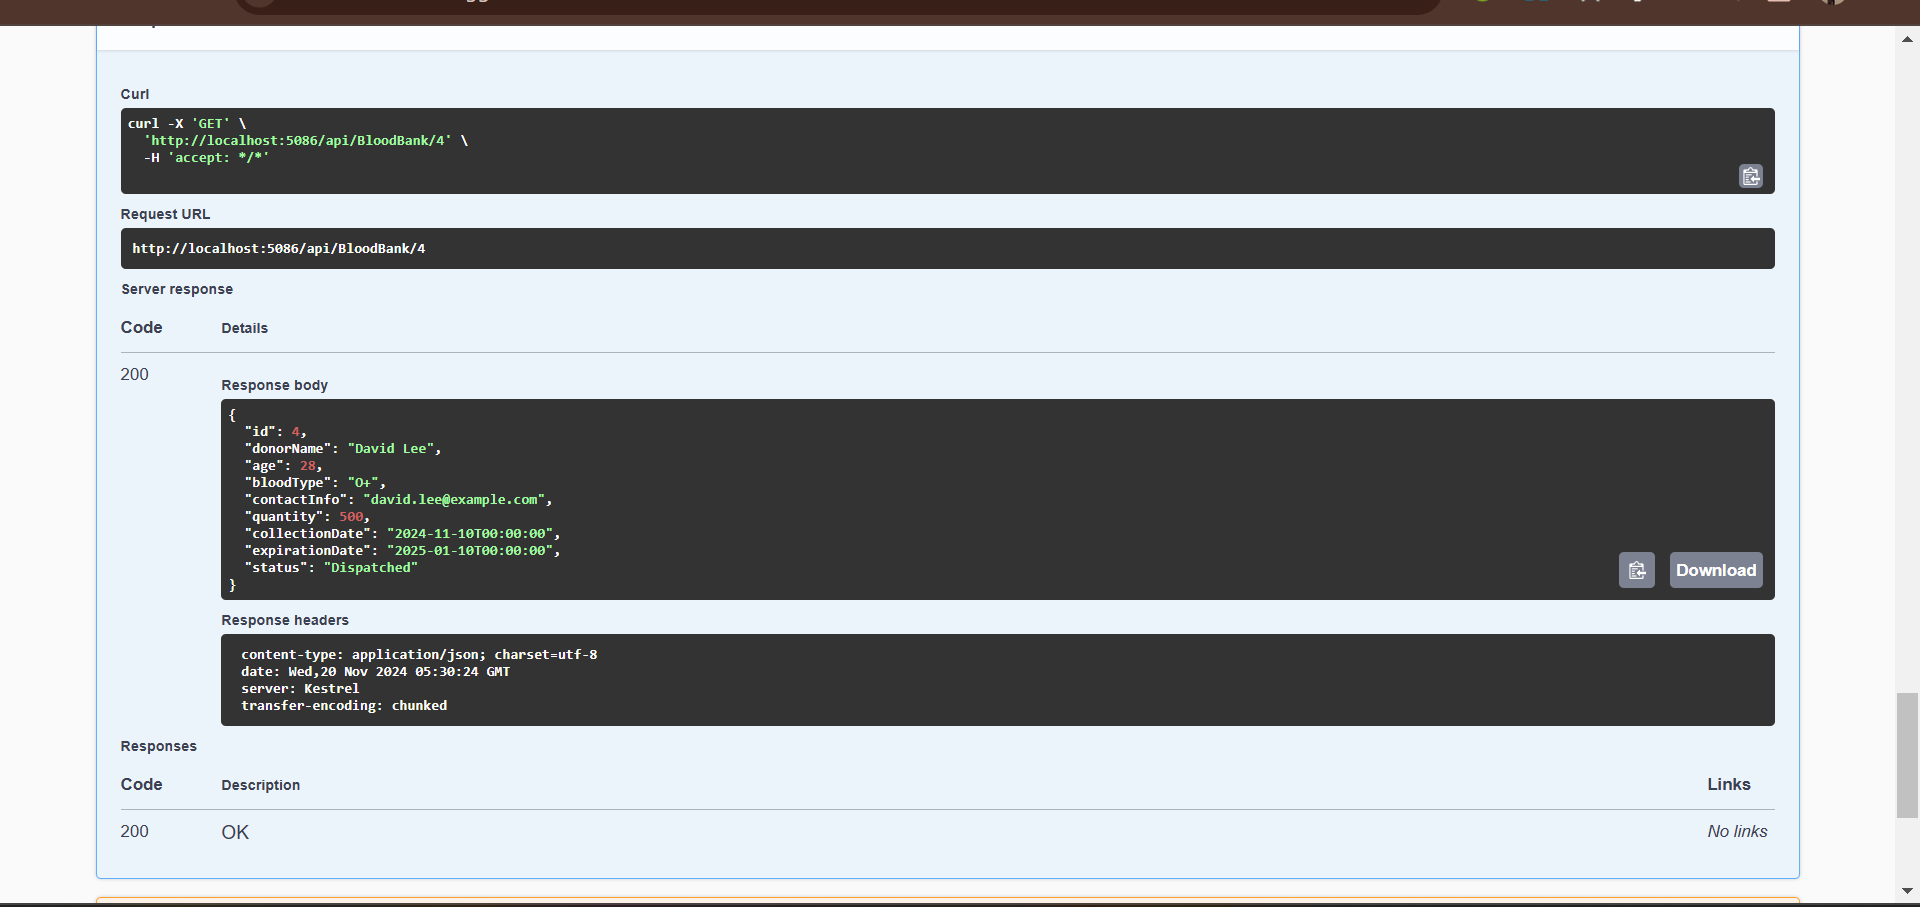 Curl
curl -X 'GET' \
  'http://localhost:5086/api/BloodBank/4' \
  -H 'accept: */*'
Request URL
http://localhost:5086/api/BloodBank/4
Server response
Code Details
200
Response body
{
  "id": 4,
  "donorName": "David Lee",
  "age": 28,
  "bloodType": "O+",
  "contactInfo": "david.lee@example.com",
  "quantity": 500,
  "collectionDate": "2024-11-10T00:00:00",
  "expirationDate": "2025-01-10T00:00:00",
  "status": "Dispatched"
}
Download
Response headers
content-type: application/json; charset=utf-8
date: Wed,20 Nov 2024 05:30:24 GMT
server: Kestrel
transfer-encoding: chunked
Responses
Code Description Links
200 OK No links